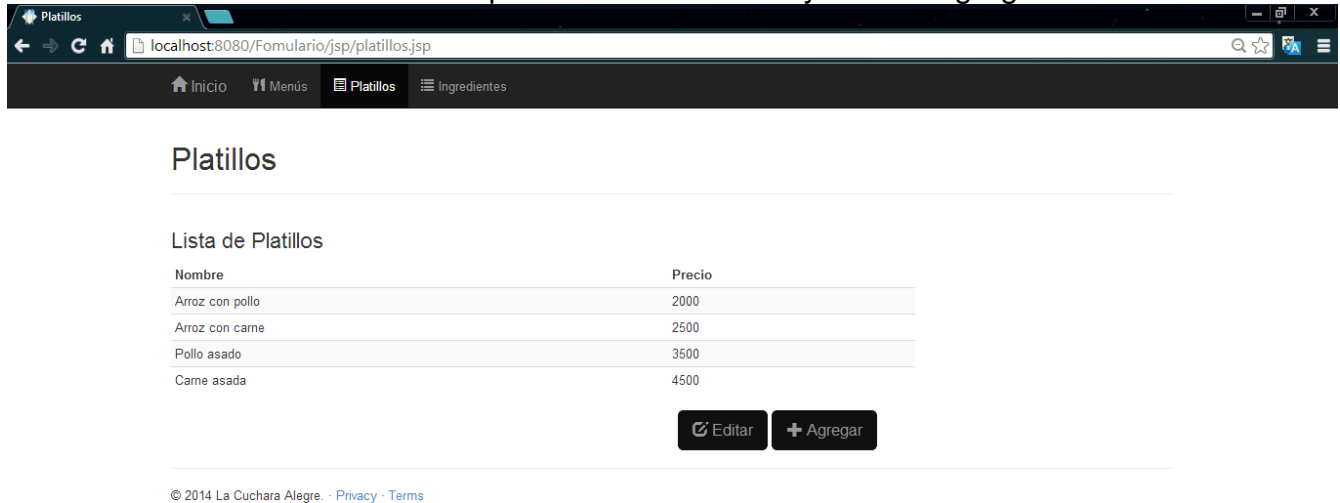 Platillos
localhost:8080/Fomulario/jsp/platillos.jsp
Inicio Menús Platillos Ingredientes
Platillos
Lista de Platillos
Nombre Precio
Arroz con pollo 2000
Arroz con carne 2500
Pollo asado 3500
Carne asada 4500
Editar Agregar
© 2014 La Cuchara Alegre. · Privacy · Terms